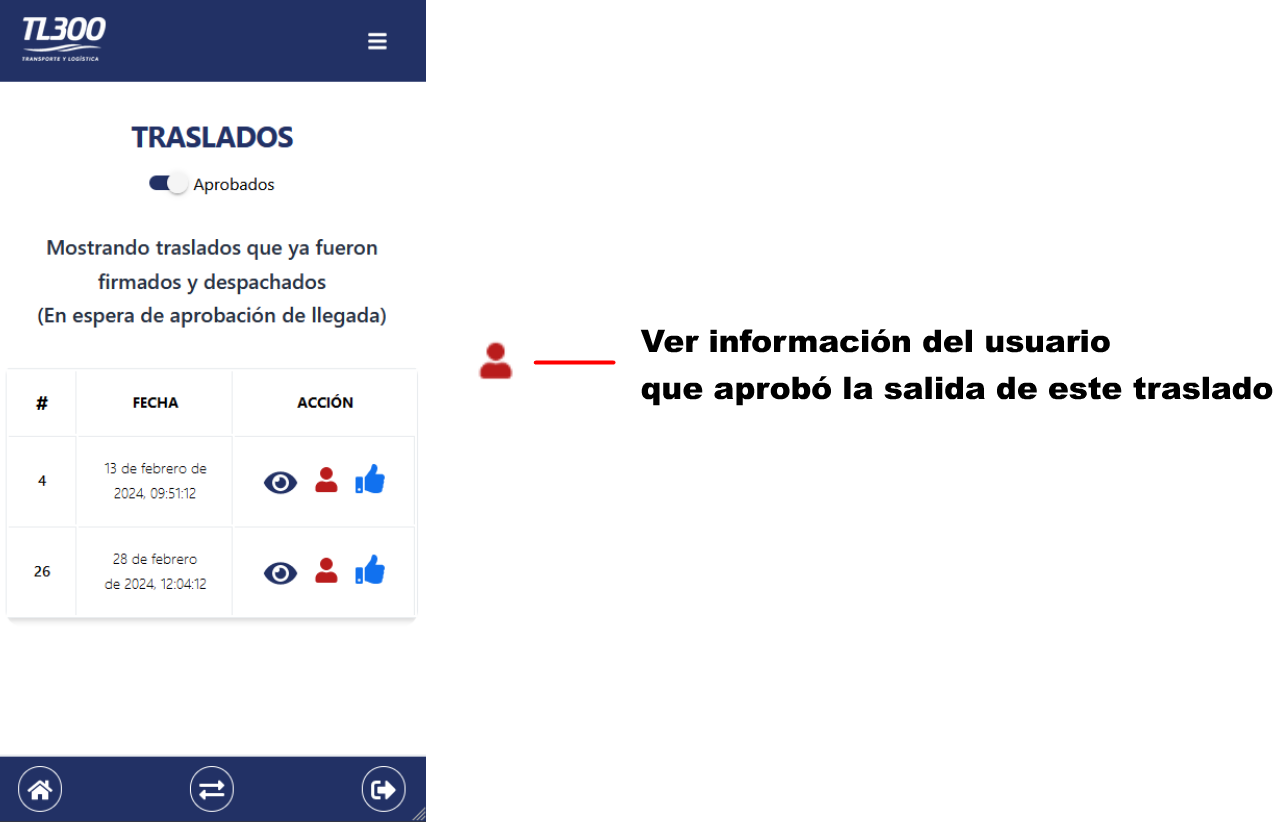 TL300
TRANSPORTE Y LOGÍSTICA
TRASLADOS
Aprobados
Mostrando traslados que ya fueron
firmados y despachados
(En espera de aprobación de llegada)
# FECHA ACCIÓN
4 13 de febrero de
2024, 09:51:12
26 28 de febrero
de 2024, 12:04:12
Ver información del usuario
que aprobó la salida de este traslado